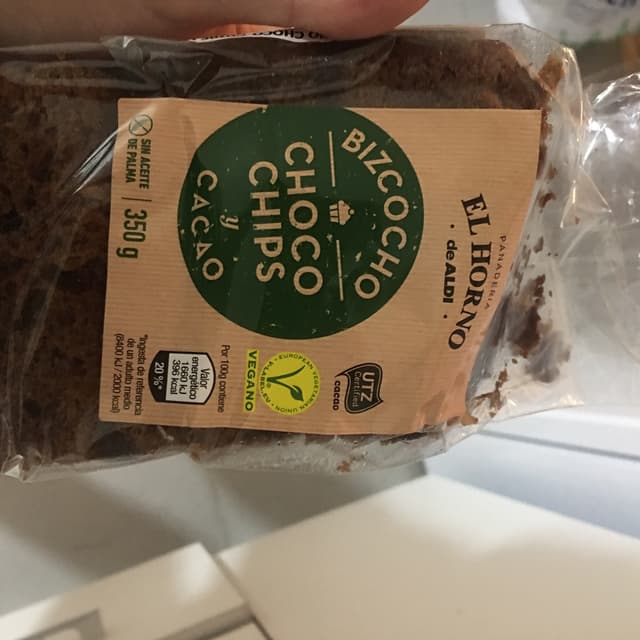 PANADERÍA
EL HORNO
· de ALDI ·
BIZCOCHO
CHOCO
CHIPS
y
CACAO
SIN ACEITE
DE PALMA
350 g
UTZ
Certified
CACAO
EUROPEAN VEGETARIAN UNION
VEGANO
Por 100g contiene
Valor
energético
1660 kJ
396 kcal
20 %*
*Ingesta de referencia
de un adulto medio
(8400 kJ / 2000 kcal)